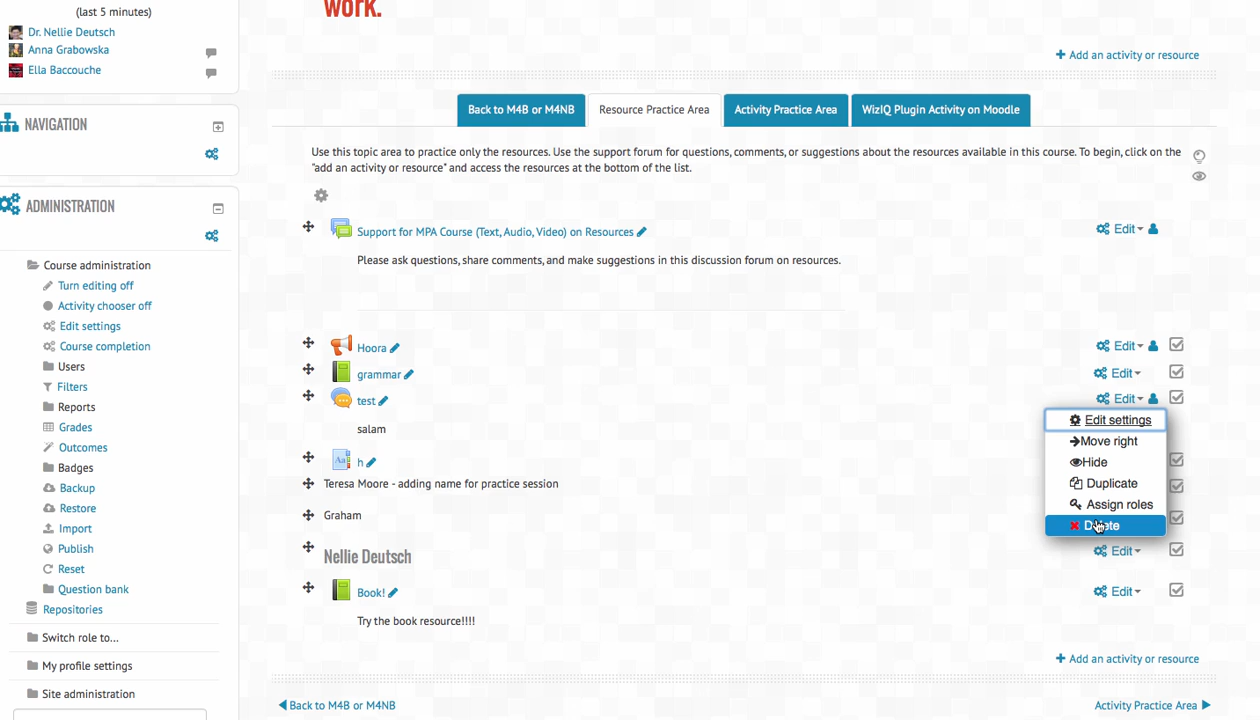 work.
(last 5 minutes)
Dr. Nellie Deutsch
Anna Grabowska
Ella Baccouche
NAVIGATION
ADMINISTRATION
Course administration
Turn editing off
Activity chooser off
Edit settings
Course completion
Users
Filters
Reports
Grades
Outcomes
Badges
Backup
Restore
Import
Publish
Reset
Question bank
Repositories
Switch role to...
My profile settings
Site administration
Add an activity or resource
Back to M4B or M4NB
Resource Practice Area
Activity Practice Area
WizIQ Plugin Activity on Moodle
Use this topic area to practice only the resources. Use the support forum for questions, comments, or suggestions about the resources available in this course. To begin, click on the
"add an activity or resource" and access the resources at the bottom of the list.
Support for MPA Course (Text, Audio, Video) on Resources
Edit
Please ask questions, share comments, and make suggestions in this discussion forum on resources.
Hoora
Edit
grammar
Edit
test
Edit
salam
Edit settings
Move right
Hide
Duplicate
Assign roles
Aa
h
Teresa Moore - adding name for practice session
Graham
Nellie Deutsch
Edit
Book!
Edit
Try the book resource!!!!
Add an activity or resource
Back to M4B or M4NB
Activity Practice Area